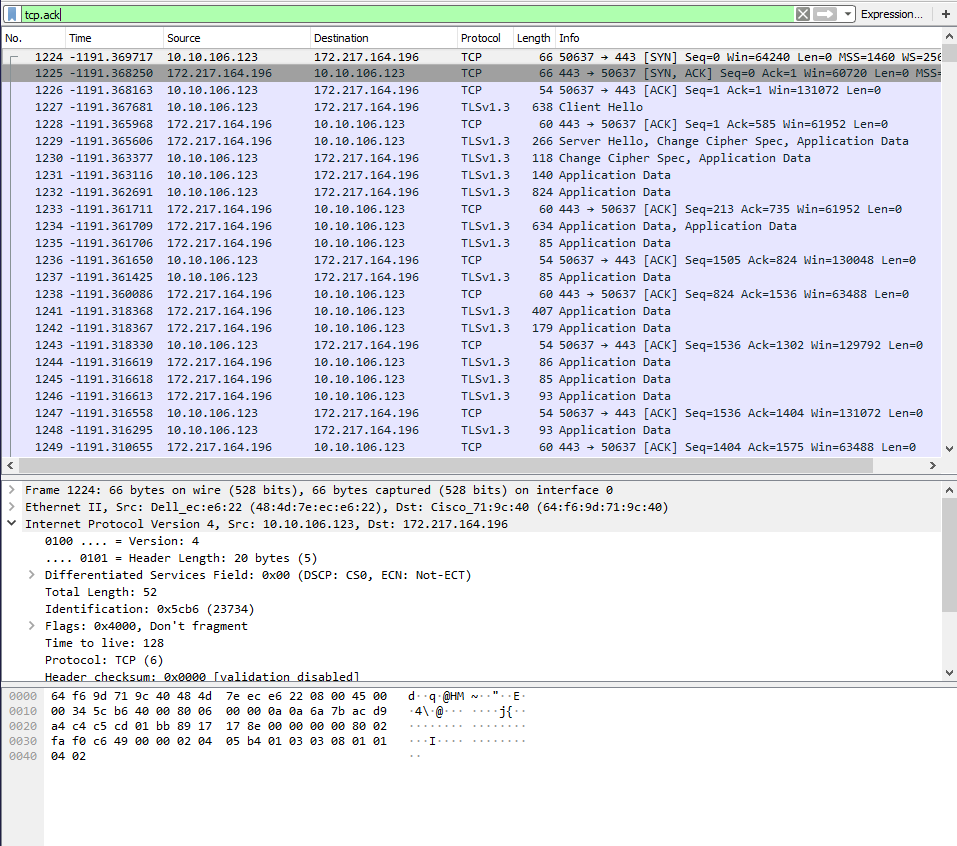 tcp.ack Expression... +
No. Time Source Destination Protocol Length Info
1224 -1191.369717 10.10.106.123 172.217.164.196 TCP 66 50637 → 443 [SYN] Seq=0 Win=64240 Len=0 MSS=1460 WS=256
1225 -1191.368250 172.217.164.196 10.10.106.123 TCP 66 443 → 50637 [SYN, ACK] Seq=0 Ack=1 Win=60720 Len=0 MSS=
1226 -1191.368163 10.10.106.123 172.217.164.196 TCP 54 50637 → 443 [ACK] Seq=1 Ack=1 Win=131072 Len=0
1227 -1191.367681 10.10.106.123 172.217.164.196 TLSv1.3 638 Client Hello
1228 -1191.365968 172.217.164.196 10.10.106.123 TCP 60 443 → 50637 [ACK] Seq=1 Ack=585 Win=61952 Len=0
1229 -1191.365606 172.217.164.196 10.10.106.123 TLSv1.3 266 Server Hello, Change Cipher Spec, Application Data
1230 -1191.363377 10.10.106.123 172.217.164.196 TLSv1.3 118 Change Cipher Spec, Application Data
1231 -1191.363116 10.10.106.123 172.217.164.196 TLSv1.3 140 Application Data
1232 -1191.362691 10.10.106.123 172.217.164.196 TLSv1.3 824 Application Data
1233 -1191.361711 172.217.164.196 10.10.106.123 TCP 60 443 → 50637 [ACK] Seq=213 Ack=735 Win=61952 Len=0
1234 -1191.361709 172.217.164.196 10.10.106.123 TLSv1.3 634 Application Data, Application Data
1235 -1191.361706 172.217.164.196 10.10.106.123 TLSv1.3 85 Application Data
1236 -1191.361650 10.10.106.123 172.217.164.196 TCP 54 50637 → 443 [ACK] Seq=1505 Ack=824 Win=130048 Len=0
1237 -1191.361425 10.10.106.123 172.217.164.196 TLSv1.3 85 Application Data
1238 -1191.360086 172.217.164.196 10.10.106.123 TCP 60 443 → 50637 [ACK] Seq=824 Ack=1536 Win=63488 Len=0
1241 -1191.318368 172.217.164.196 10.10.106.123 TLSv1.3 407 Application Data
1242 -1191.318367 172.217.164.196 10.10.106.123 TLSv1.3 179 Application Data
1243 -1191.318330 10.10.106.123 172.217.164.196 TCP 54 50637 → 443 [ACK] Seq=1536 Ack=1302 Win=129792 Len=0
1244 -1191.316619 172.217.164.196 10.10.106.123 TLSv1.3 86 Application Data
1245 -1191.316618 172.217.164.196 10.10.106.123 TLSv1.3 85 Application Data
1246 -1191.316613 172.217.164.196 10.10.106.123 TLSv1.3 93 Application Data
1247 -1191.316558 10.10.106.123 172.217.164.196 TCP 54 50637 → 443 [ACK] Seq=1536 Ack=1404 Win=131072 Len=0
1248 -1191.316295 10.10.106.123 172.217.164.196 TLSv1.3 93 Application Data
1249 -1191.310655 172.217.164.196 10.10.106.123 TCP 60 443 → 50637 [ACK] Seq=1404 Ack=1575 Win=63488 Len=0
Frame 1224: 66 bytes on wire (528 bits), 66 bytes captured (528 bits) on interface 0
Ethernet II, Src: Dell_ec:e6:22 (48:4d:7e:ec:e6:22), Dst: Cisco_71:9c:40 (64:f6:9d:71:9c:40)
Internet Protocol Version 4, Src: 10.10.106.123, Dst: 172.217.164.196
0100 .... = Version: 4
.... 0101 = Header Length: 20 bytes (5)
Differentiated Services Field: 0x00 (DSCP: CS0, ECN: Not-ECT)
Total Length: 52
Identification: 0x5cb6 (23734)
Flags: 0x4000, Don't fragment
Time to live: 128
Protocol: TCP (6)
Header checksum: 0x0000 [validation disabled]
0000 64 f6 9d 71 9c 40 48 4d 7e ec e6 22 08 00 45 00 d··q·@HM ~··"··E·
0010 00 34 5c b6 40 00 80 06 00 00 0a 0a 6a 7b ac d9 ·4\·@··· ····j{··
0020 a4 c4 c5 cd 01 bb 89 17 17 8e 00 00 00 00 80 02 ········ ········
0030 fa f0 c6 49 00 00 02 04 05 b4 01 03 03 08 01 01 ···I···· ········
0040 04 02 ··